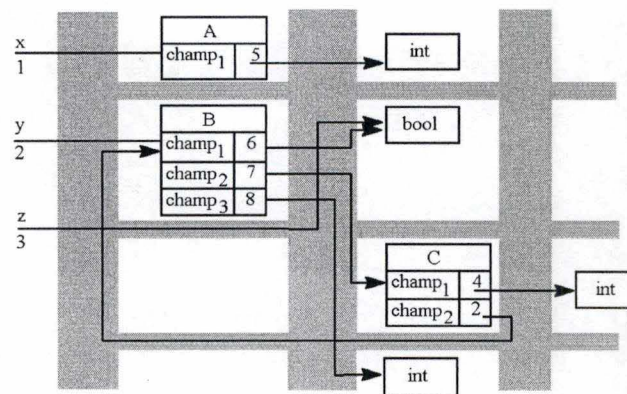 x
1
A
champ1 5
int
y
2
B
champ1 6
champ2 7
champ3 8
bool
z
3
C
champ1 4
champ2 2
int
int